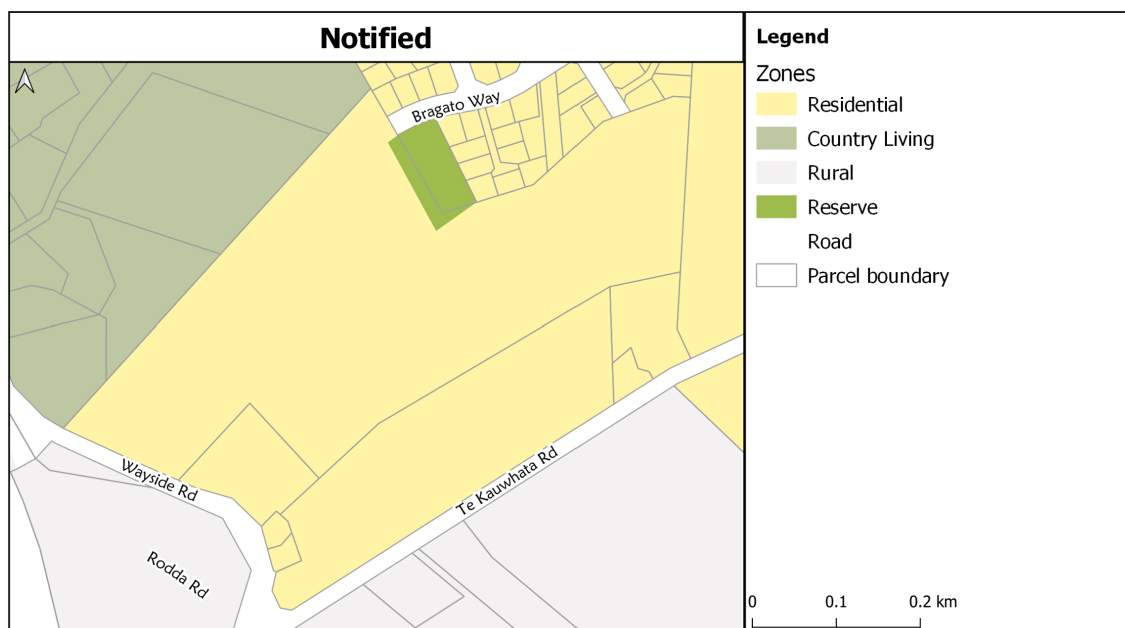 Notified
Bragato Way
Wayside Rd
Te Kauwhata Rd
Rodda Rd
Legend
Zones
Residential
Country Living
Rural
Reserve
Road
Parcel boundary
0 0.1 0.2 km